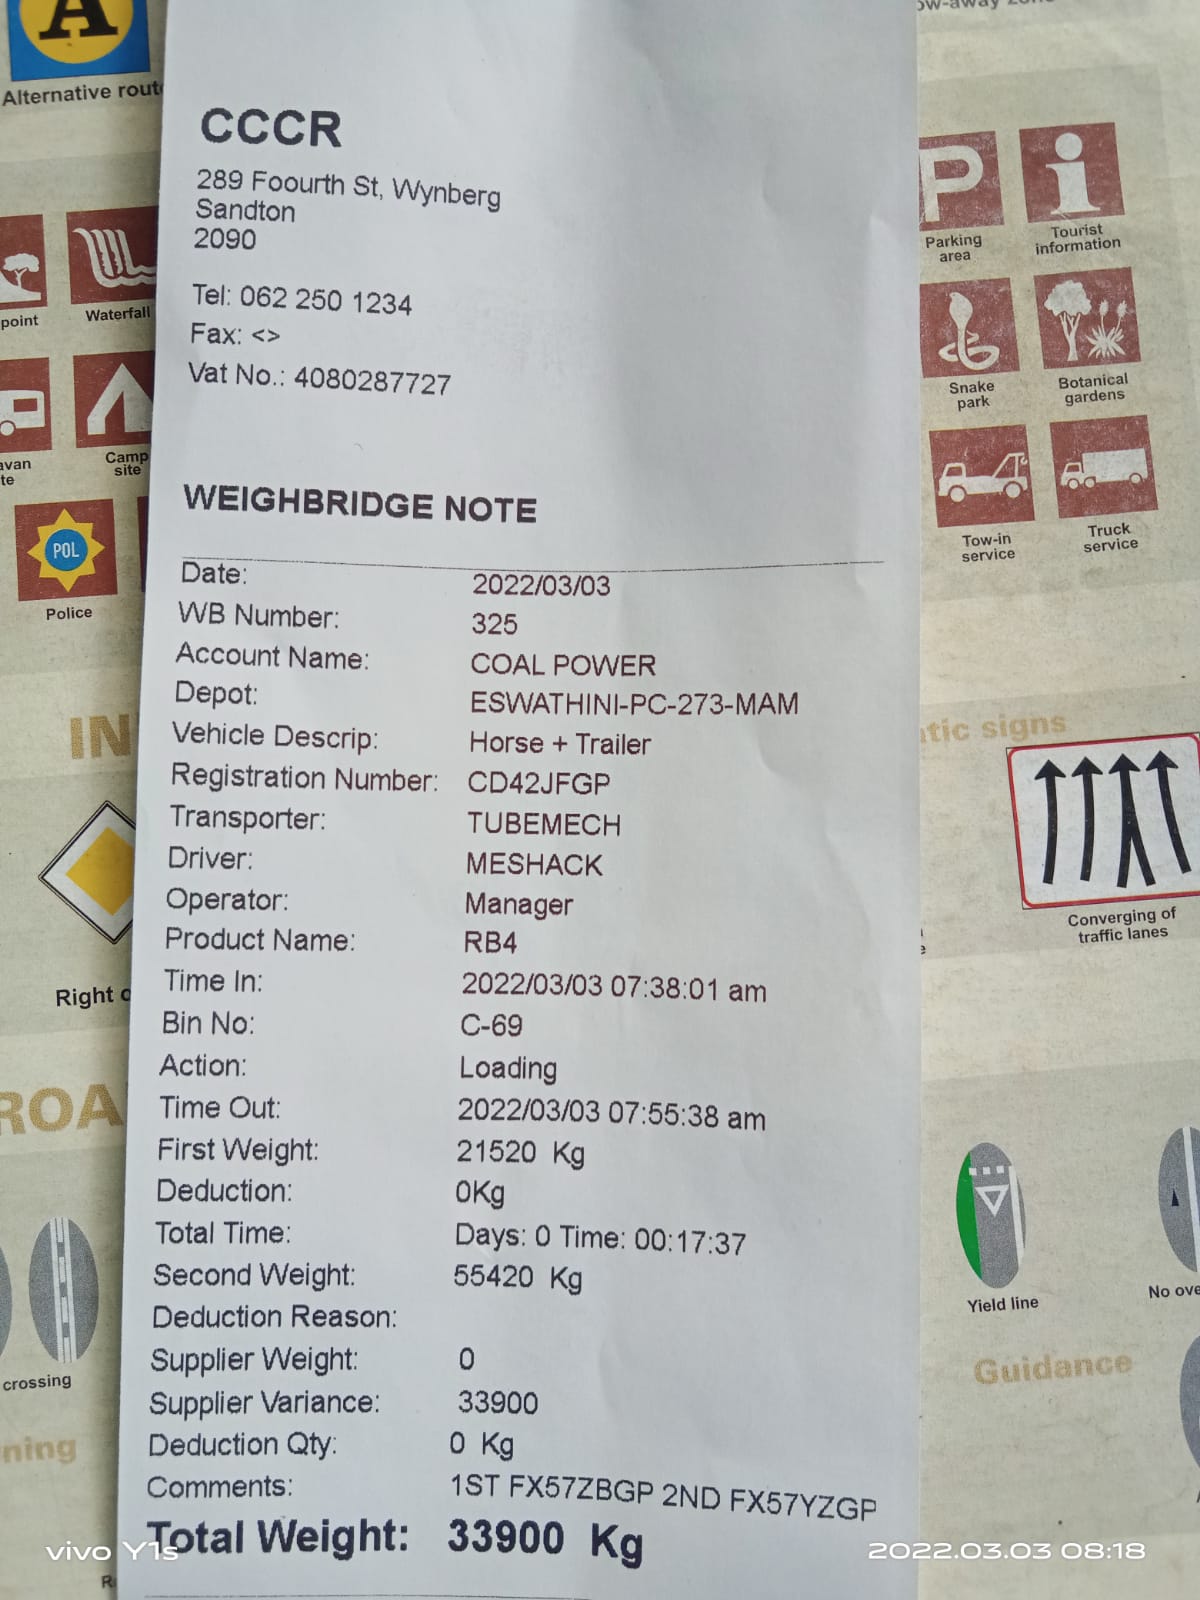 A
Alternative rout
ow-away zone
CCCR
289 Foourth St, Wynberg
Sandton
2090
Tel: 062 250 1234
Fax: <>
Vat No.: 4080287727
P
Parking
area
i
Tourist
information
point
Waterfall
Snake
park
Botanical
gardens
avan
te
Camp
site
POL
Police
Tow-in
service
Truck
service
WEIGHBRIDGE NOTE
Date: 2022/03/03
WB Number: 325
Account Name: COAL POWER
Depot: ESWATHINI-PC-273-MAM
Vehicle Descrip: Horse + Trailer
Registration Number: CD42JFGP
Transporter: TUBEMECH
Driver: MESHACK
Operator: Manager
Product Name: RB4
Time In: 2022/03/03 07:38:01 am
Bin No: C-69
Action: Loading
Time Out: 2022/03/03 07:55:38 am
First Weight: 21520 Kg
Deduction: 0Kg
Total Time: Days: 0 Time: 00:17:37
Second Weight: 55420 Kg
Deduction Reason:
Supplier Weight: 0
Supplier Variance: 33900
Deduction Qty: 0 Kg
Comments: 1ST FX57ZBGP 2ND FX57YZGP
Total Weight: 33900 Kg
IN
tic signs
Converging of
traffic lanes
Right o
ROA
Yield line
No ove
crossing
Guidance
ning
vivo Y1s
2022.03.03 08:18